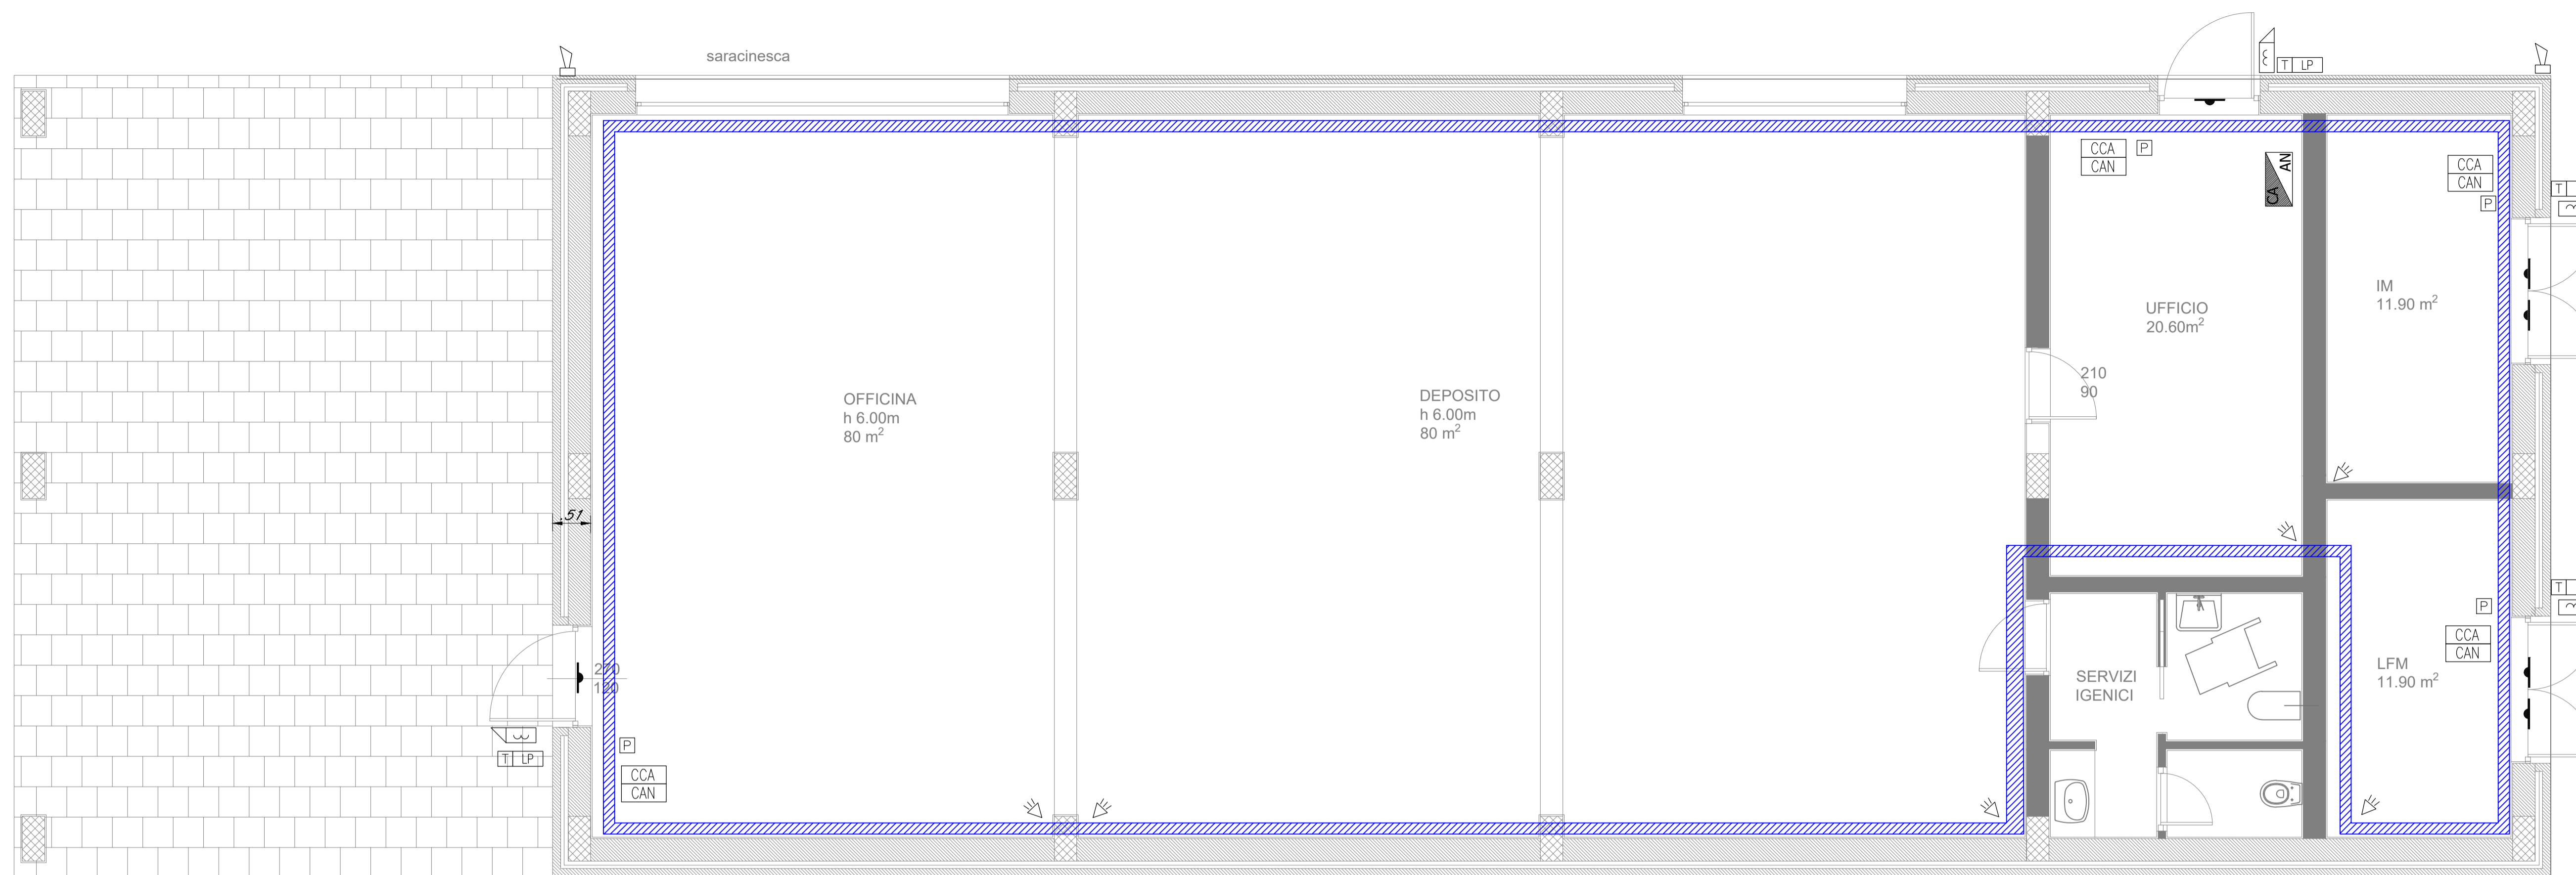 saracinesca
T LP
CCA
CAN
P
CA
AN
CCA
CAN
P
T
IM
11.90 m²
UFFICIO
20.60m²
210
90
OFFICINA
h 6.00m
80 m²
DEPOSITO
h 6.00m
80 m²
.51
T
P
CCA
CAN
LFM
11.90 m²
SERVIZI
IGENICI
270
120
T LP
P
CCA
CAN